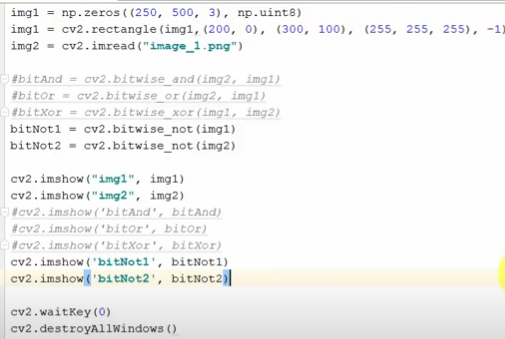 img1 = np.zeros((250, 500, 3), np.uint8)
img1 = cv2.rectangle(img1,(200, 0), (300, 100), (255, 255, 255), -1)
img2 = cv2.imread("image_1.png")
#bitAnd = cv2.bitwise_and(img2, img1)
#bitOr = cv2.bitwise_or(img2, img1)
#bitXor = cv2.bitwise_xor(img1, img2)
bitNot1 = cv2.bitwise_not(img1)
bitNot2 = cv2.bitwise_not(img2)
cv2.imshow("img1", img1)
cv2.imshow("img2", img2)
#cv2.imshow('bitAnd', bitAnd)
#cv2.imshow('bitOr', bitOr)
#cv2.imshow('bitXor', bitXor)
cv2.imshow('bitNot1', bitNot1)
cv2.imshow('bitNot2', bitNot2)
cv2.waitKey(0)
cv2.destroyAllWindows()